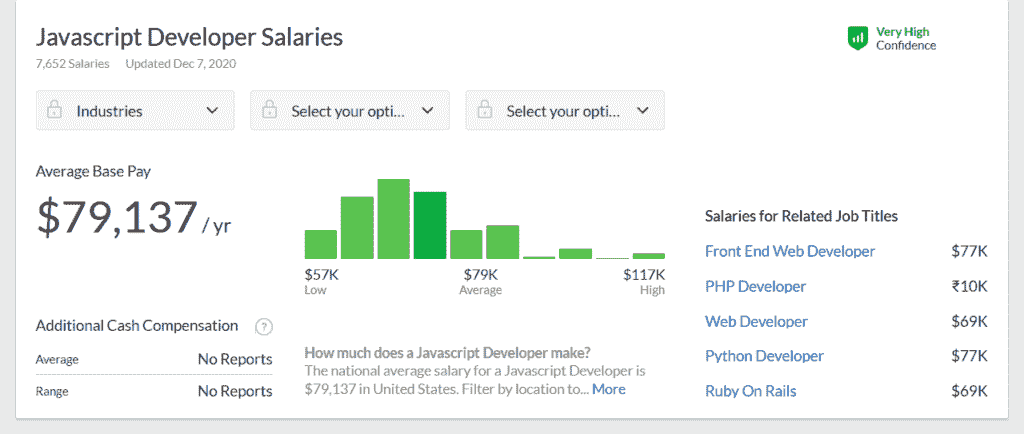 Javascript Developer Salaries
7,652 Salaries Updated Dec 7, 2020
Very High
Confidence
Industries
Select your opti...
Select your opti...
Average Base Pay
$79,137 / yr
$57K
Low
$79K
Average
$117K
High
Additional Cash Compensation ?
Average No Reports
Range No Reports
How much does a Javascript Developer make?
The national average salary for a Javascript Developer is
$79,137 in United States. Filter by location to... More
Salaries for Related Job Titles
Front End Web Developer $77K
PHP Developer ₹10K
Web Developer $69K
Python Developer $77K
Ruby On Rails $69K